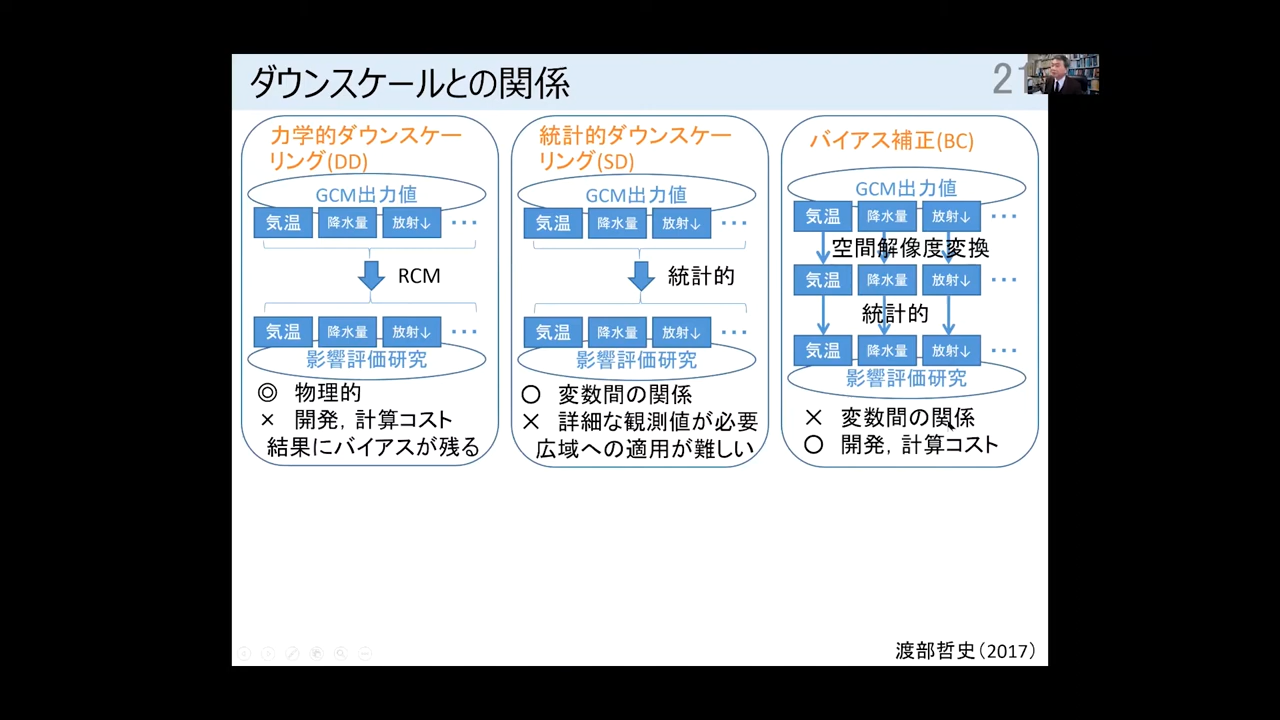 ダウンスケールとの関係
21
力学的ダウンスケー
リング(DD)
GCM出力値
気温 降水量 放射↓ ･･･
RCM
気温 降水量 放射↓ ･･･
影響評価研究
◎ 物理的
× 開発，計算コスト
結果にバイアスが残る
統計的ダウンスケー
リング(SD)
GCM出力値
気温 降水量 放射↓ ･･･
統計的
気温 降水量 放射↓ ･･･
影響評価研究
○ 変数間の関係
× 詳細な観測値が必要
広域への適用が難しい
バイアス補正(BC)
GCM出力値
気温 降水量 放射↓ ･･･
空間解像度変換
気温 降水量 放射↓ ･･･
統計的
気温 降水量 放射↓ ･･･
影響評価研究
× 変数間の関係
○ 開発，計算コスト
渡部哲史（2017）